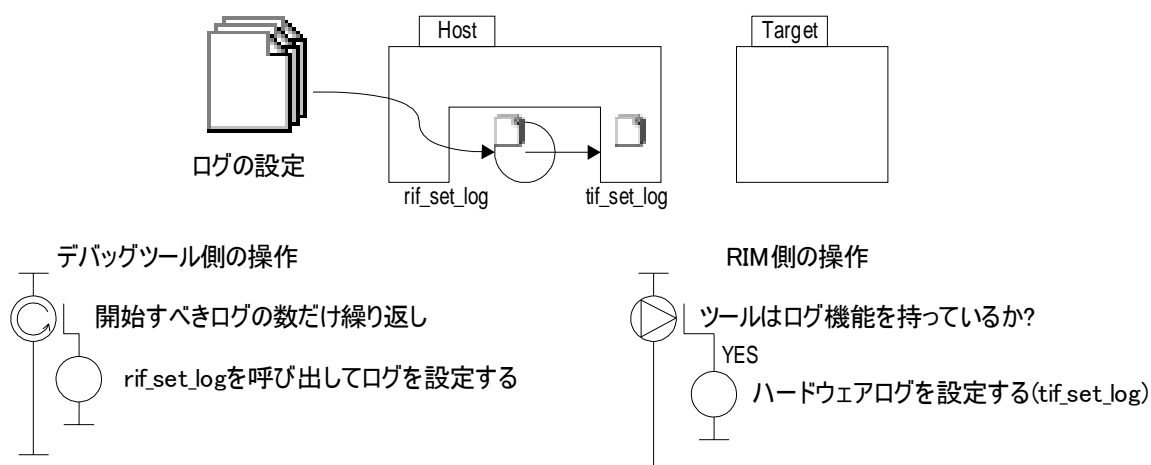 Host
Target
ログの設定
rif_set_log
tif_set_log
デバッグツール側の操作
開始すべきログの数だけ繰り返し
rif_set_logを呼び出してログを設定する
RIM側の操作
ツールはログ機能を持っているか?
YES
ハードウェアログを設定する(tif_set_log)